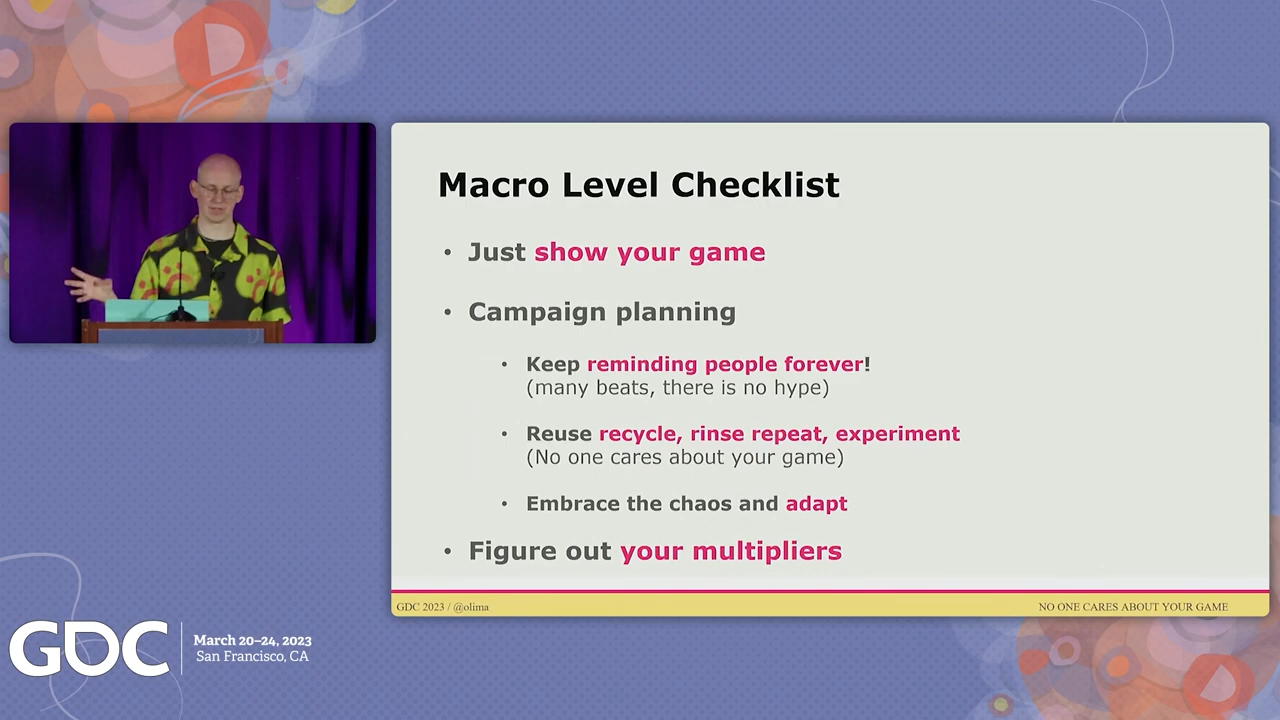 Macro Level Checklist
• Just show your game
• Campaign planning
• Keep reminding people forever!
(many beats, there is no hype)
• Reuse recycle, rinse repeat, experiment
(No one cares about your game)
• Embrace the chaos and adapt
• Figure out your multipliers
GDC 2023 / @olima
NO ONE CARES ABOUT YOUR GAME
GDC
March 20–24, 2023
San Francisco, CA